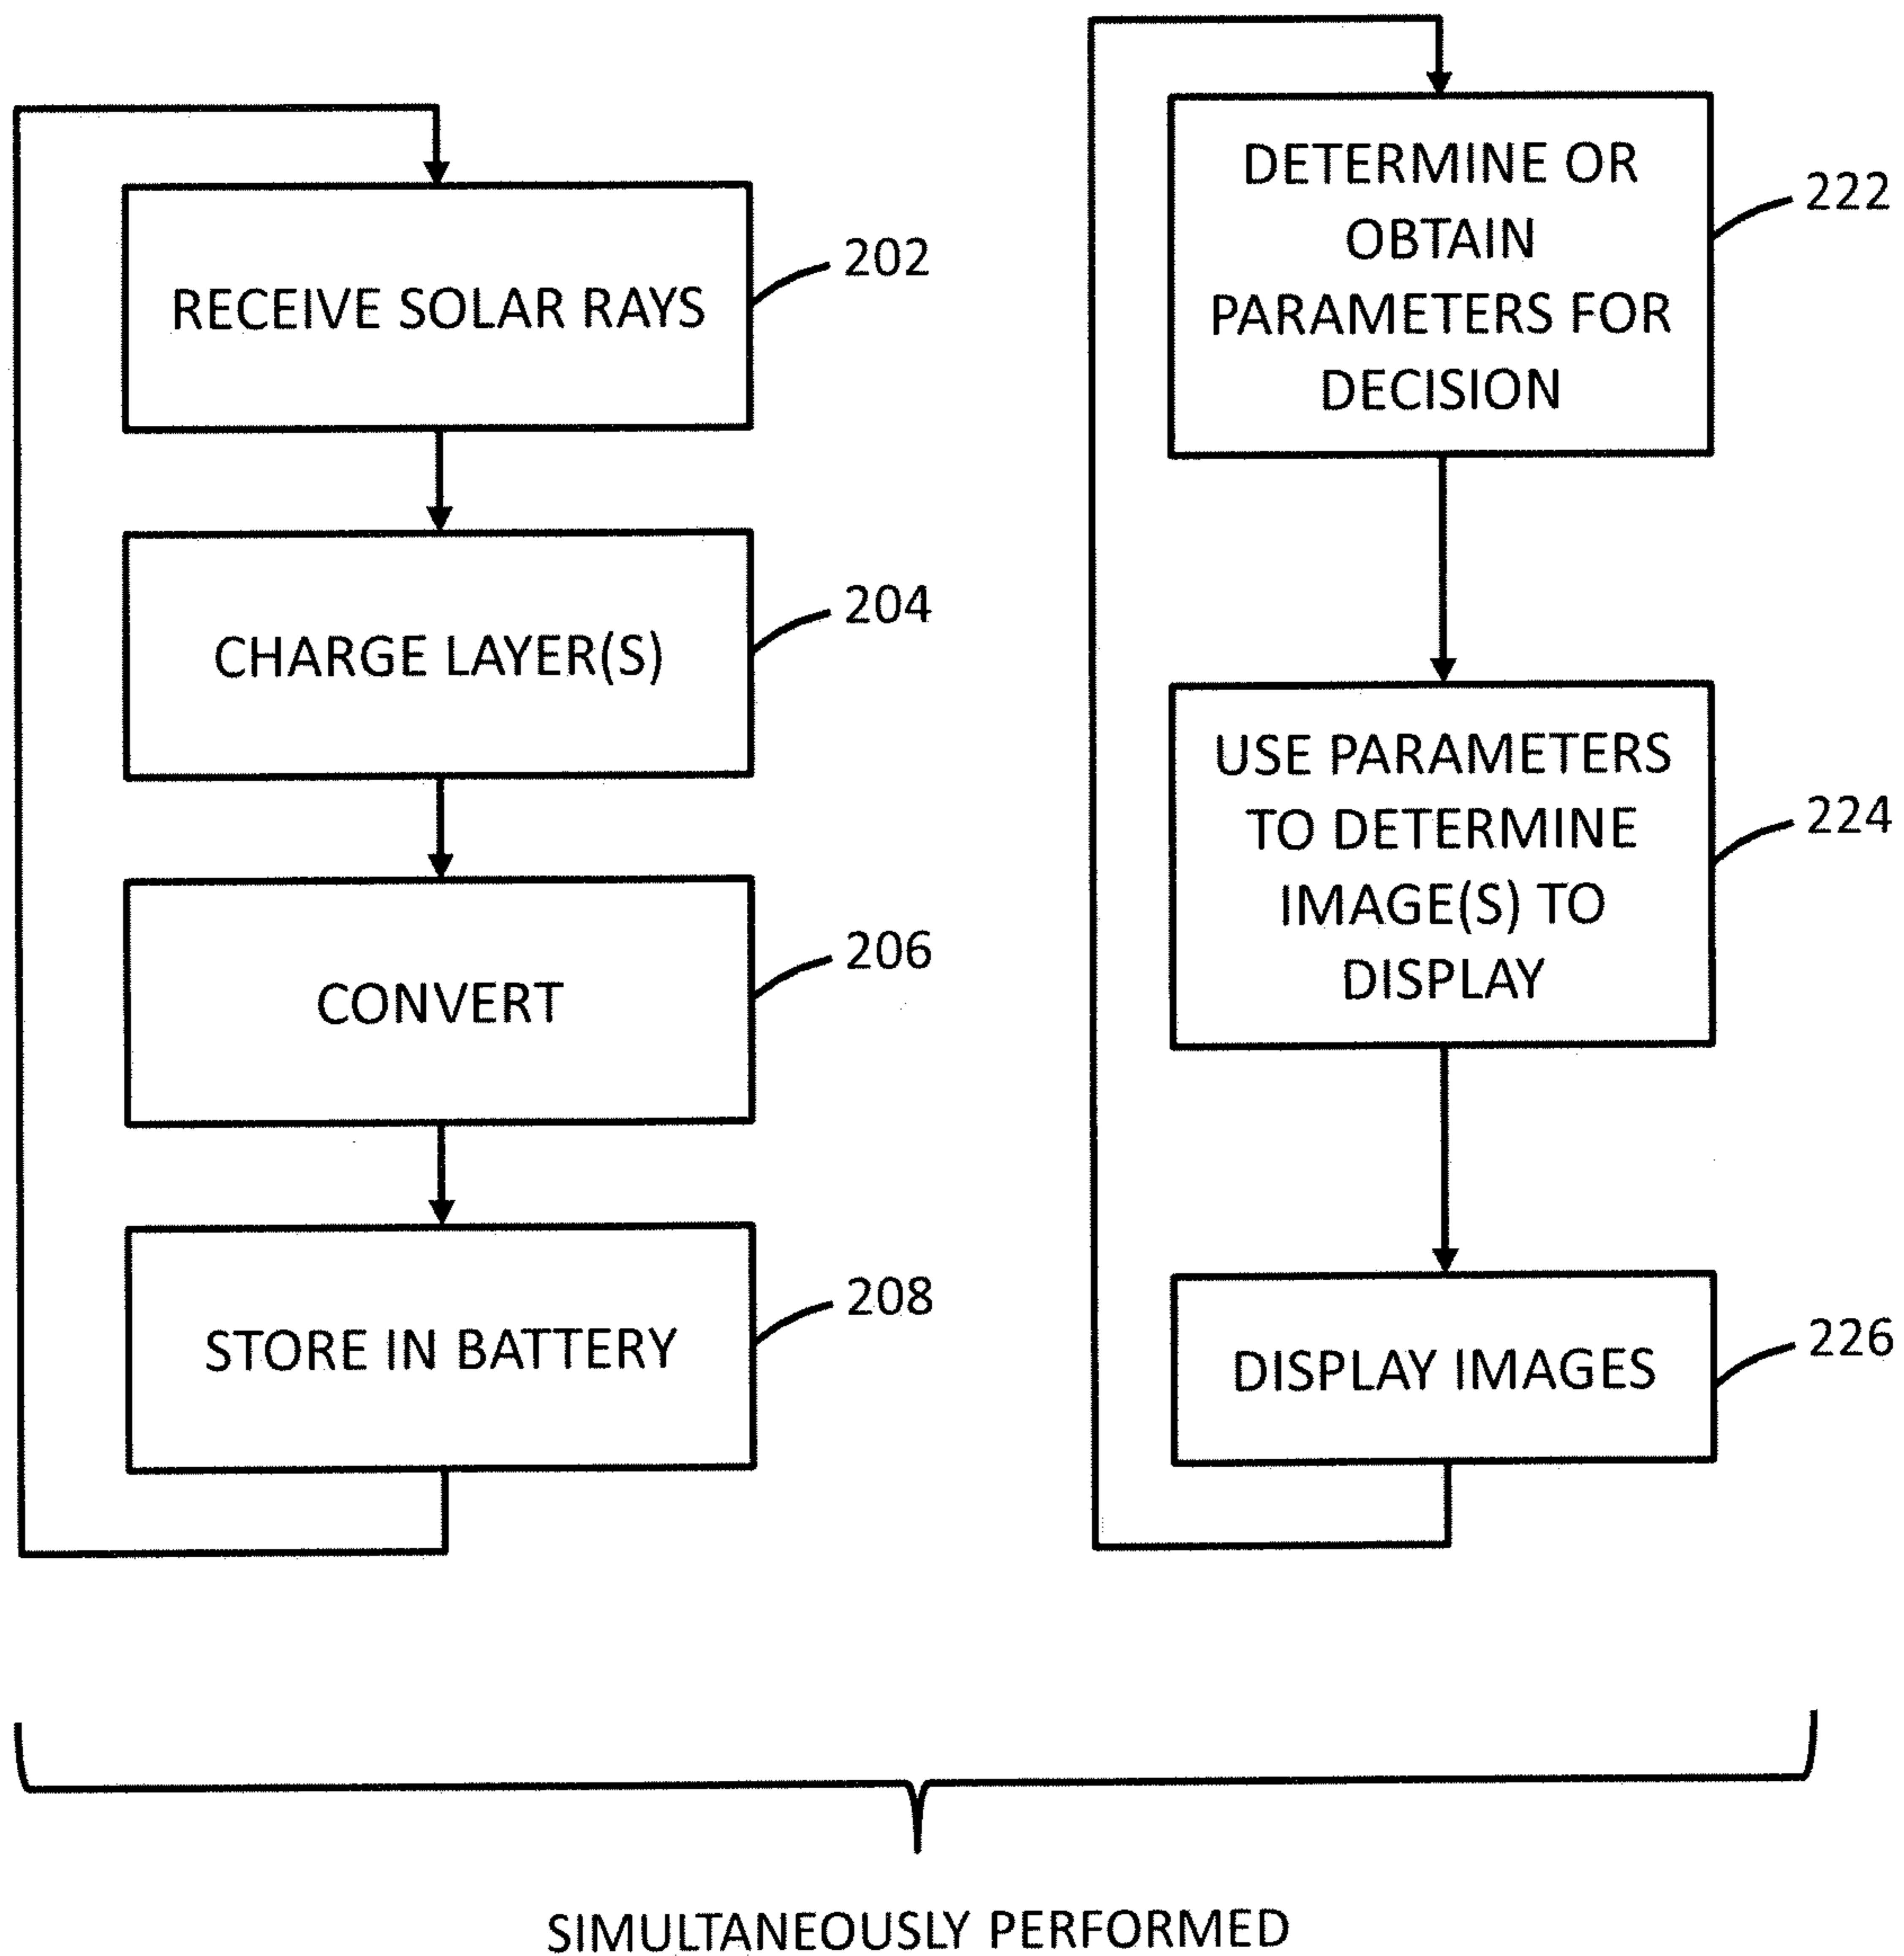 RECEIVE SOLAR RAYS
202
CHARGE LAYER(S)
204
CONVERT
206
STORE IN BATTERY
208
DETERMINE OR
OBTAIN
PARAMETERS FOR
DECISION
222
USE PARAMETERS
TO DETERMINE
IMAGE(S) TO
DISPLAY
224
DISPLAY IMAGES
226
SIMULTANEOUSLY PERFORMED